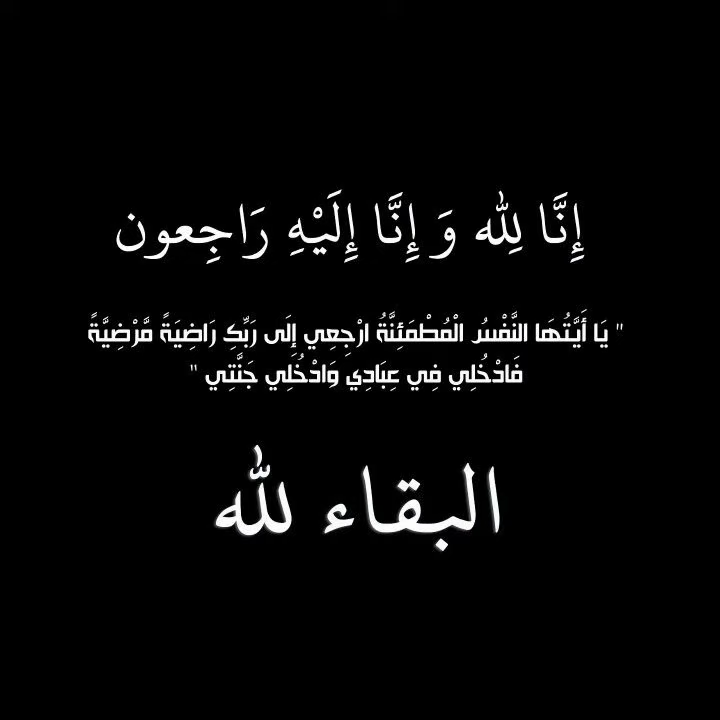 إِنَّا لِلّٰه وَ إِنَّا إِلَيْهِ رَاجِعون
" يَا أَيَّتُهَا النَّفْسُ الْمُطْمَئِنَّةُ ارْجِعِي إِلَى رَبِّكِ رَاضِيَةً مَّرْضِيَّةً
فَادْخُلِي فِي عِبَادِي وَادْخُلِي جَنَّتِي "
البقاء لله